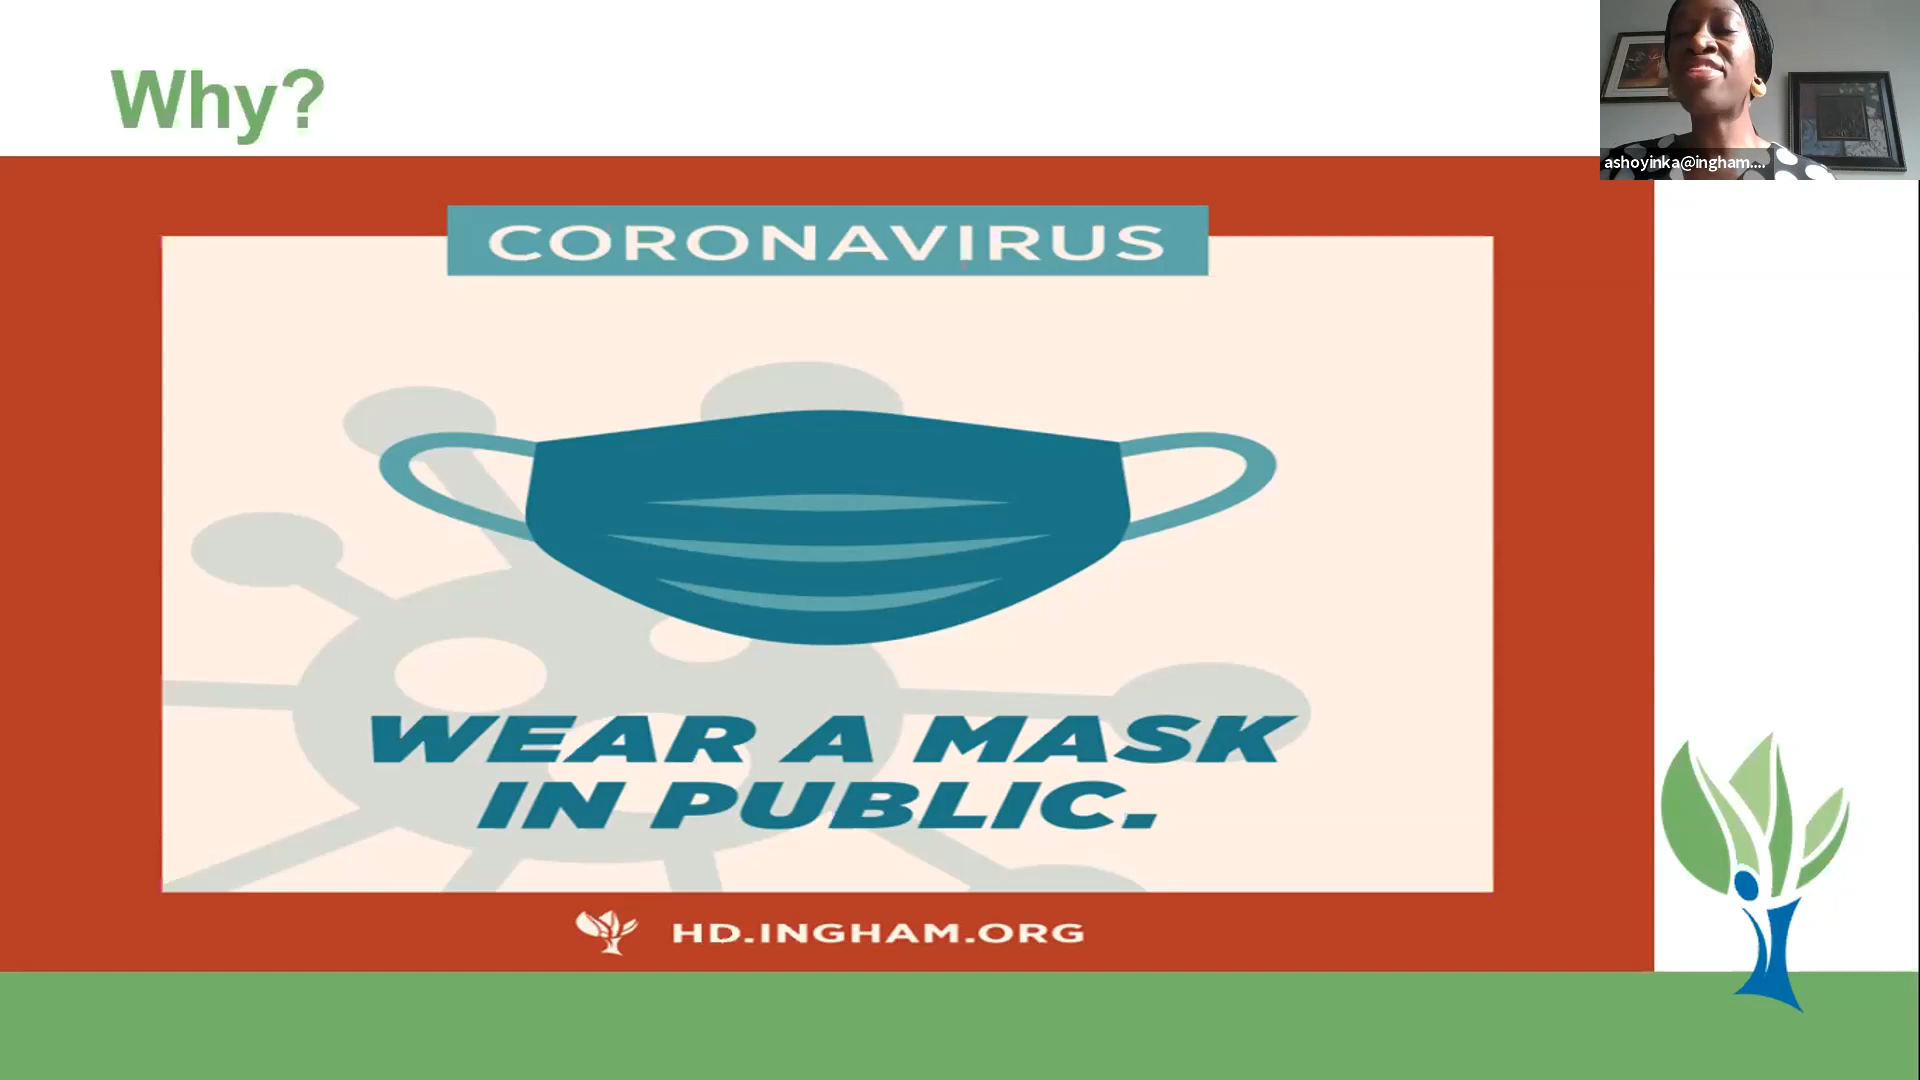 Why?
ashoyinka@ingham....
CORONAVIRUS
WEAR A MASK
IN PUBLIC.
HD.INGHAM.ORG